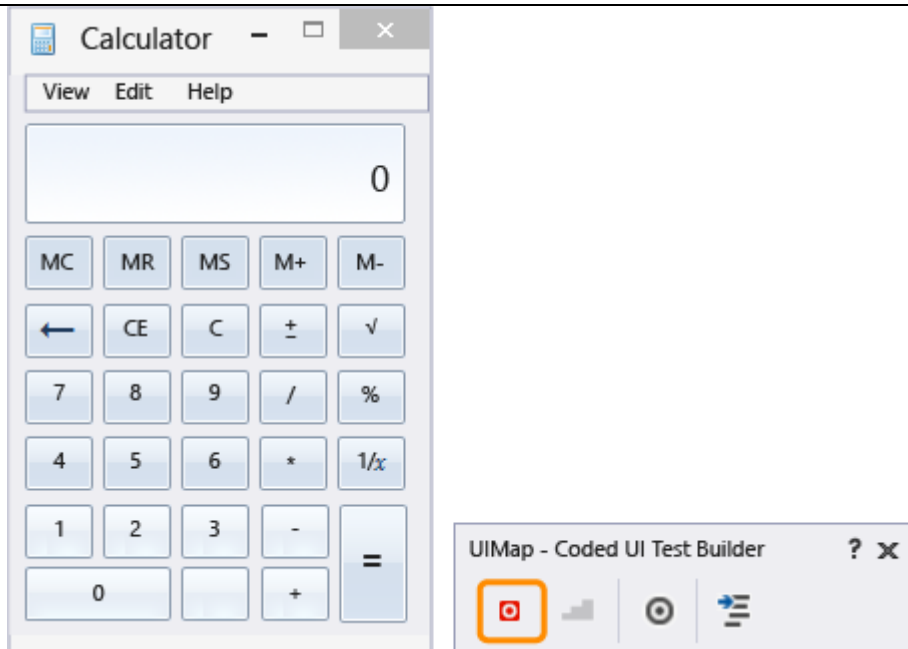 Calculator
View Edit Help
0
MC MR MS M+ M-
← CE C ± √
7 8 9 / %
4 5 6 * 1/x
1 2 3 - =
0 +
UIMap - Coded UI Test Builder ? x